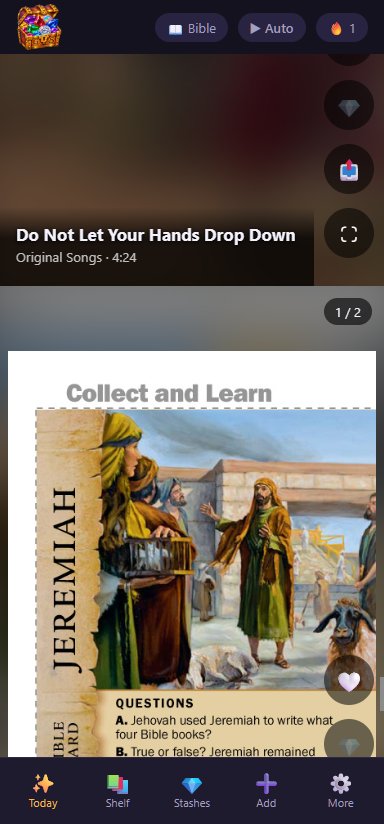 Bible
Auto
1
Do Not Let Your Hands Drop Down
Original Songs · 4:24
1 / 2
Collect and Learn
JEREMIAH
QUESTIONS
A. Jehovah used Jeremiah to write what
four Bible books?
B. True or false? Jeremiah remained
Today
Shelf
Stashes
Add
More